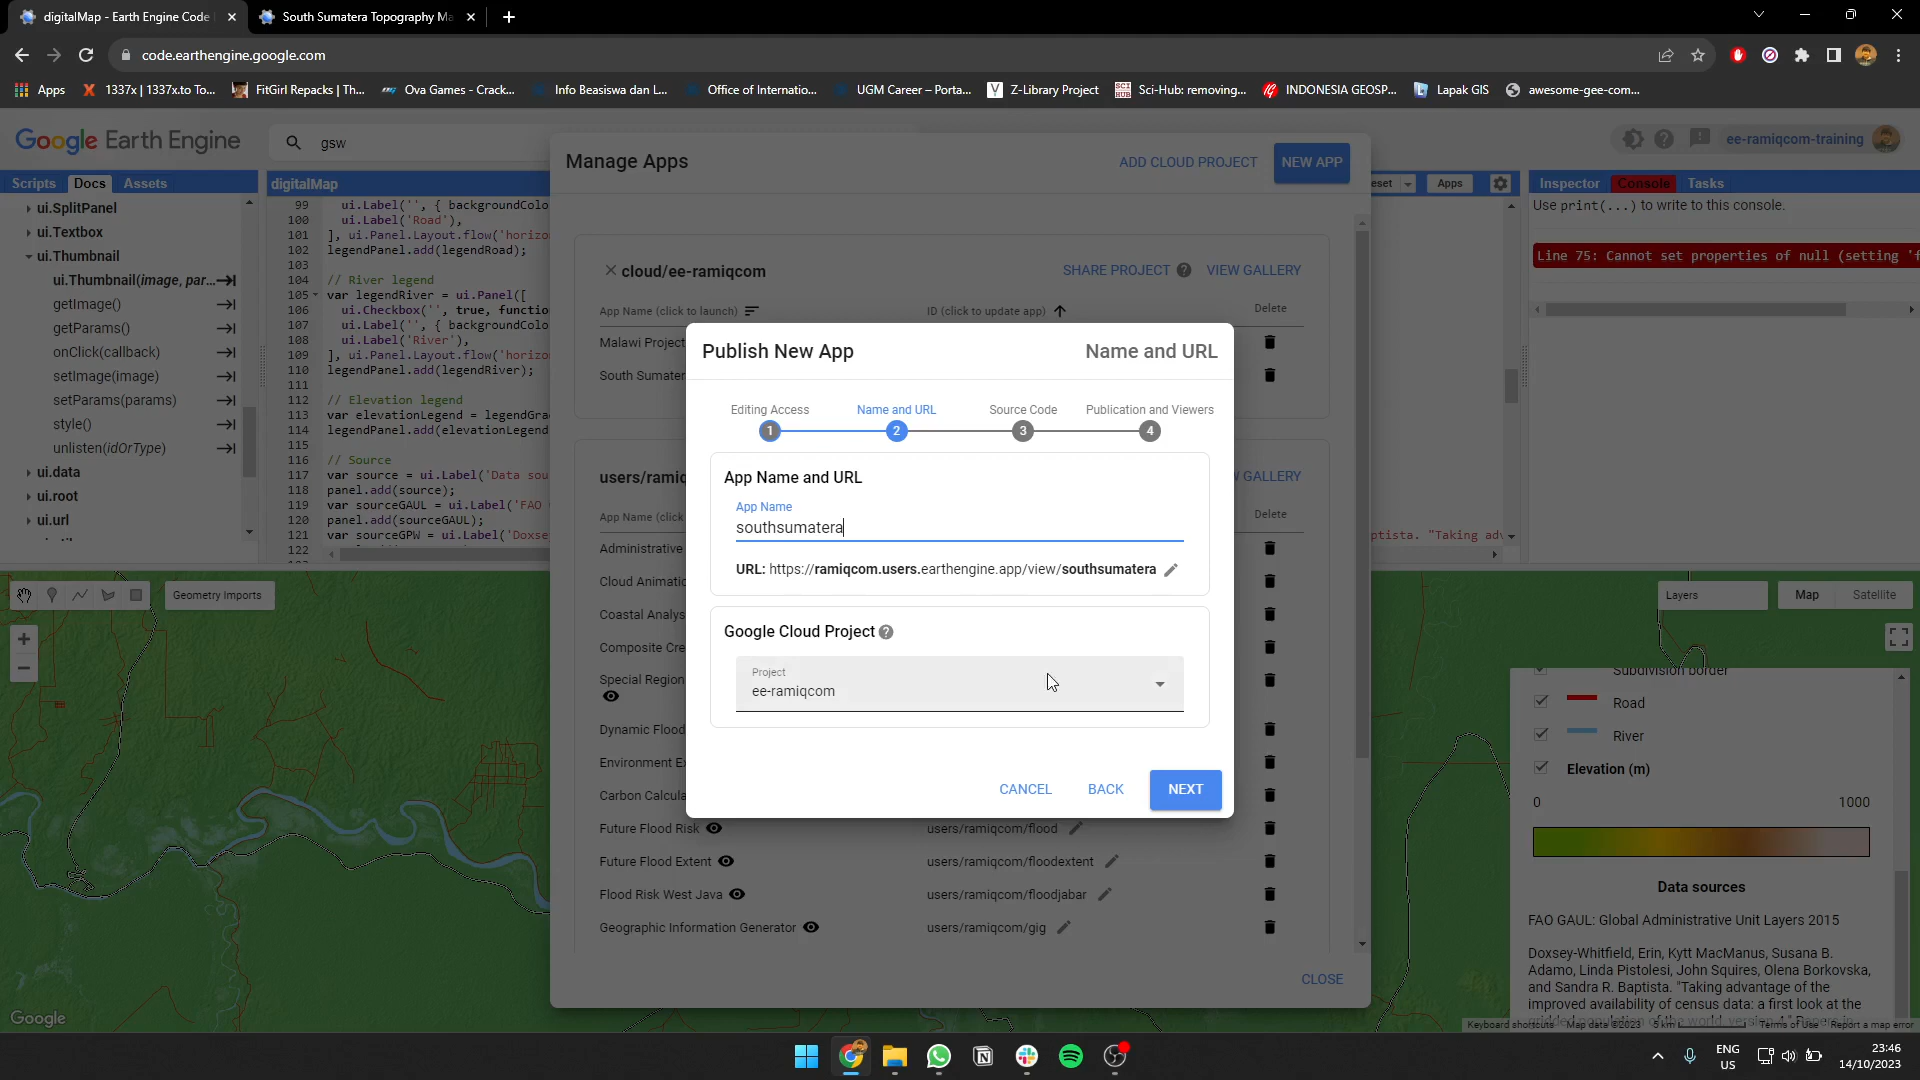 digitalMap - Earth Engine Code
South Sumatera Topography Ma
code.earthengine.google.com
Apps
1337x | 1337x.to To...
FitGirl Repacks | Th...
Ova Games - Crack...
Info Beasiswa dan L...
Office of Internatio...
UGM Career – Porta...
Z-Library Project
Sci-Hub: removing...
INDONESIA GEOSP...
Lapak GIS
awesome-gee-com...
Google Earth Engine
gsw
ee-ramiqcom-training
Scripts Docs Assets
ui.SplitPanel
ui.Textbox
ui.Thumbnail
ui.Thumbnail(image, par...
getImage()
getParams()
onClick(callback)
setImage(image)
setParams(params)
style()
unlisten(idOrType)
ui.data
ui.root
ui.url
digitalMap
99 ui.Label('', { backgroundColo
100 ui.Label('Road'),
101 ], ui.Panel.Layout.flow('horizo
102 legendPanel.add(legendRoad);
103
104 // River legend
105 var legendRiver = ui.Panel([
106 ui.Checkbox('', true, functio
107 ui.Label('', { backgroundColo
108 ui.Label('River'),
109 ], ui.Panel.Layout.flow('horizo
110 legendPanel.add(legendRiver);
111
112 // Elevation legend
113 var elevationLegend = legendGra
114 legendPanel.add(elevationLegend
115
116 // Source
117 var source = ui.Label('Data sou
118 panel.add(source);
119 var sourceGAUL = ui.Label('FAO
120 panel.add(sourceGAUL);
121 var sourceGPW = ui.Label('Doxse
122
eset
Apps
ptista. "Taking adv
Inspector Console Tasks
Use print(...) to write to this console.
Line 75: Cannot set properties of null (setting 'f
Manage Apps
ADD CLOUD PROJECT
NEW APP
cloud/ee-ramiqcom
SHARE PROJECT
VIEW GALLERY
App Name (click to launch)
ID (click to update app)
Delete
Malawi Project
South Sumater
users/ramiq
W GALLERY
App Name (click
Delete
Administrative
Cloud Animatio
Coastal Analys
Composite Cre
Special Region
Dynamic Flood
Environment Ex
Carbon Calcula
Future Flood Risk
users/ramiqcom/flood
Future Flood Extent
users/ramiqcom/floodextent
Flood Risk West Java
users/ramiqcom/floodjabar
Geographic Information Generator
users/ramiqcom/gig
CLOSE
Publish New App
Name and URL
Editing Access
Name and URL
Source Code
Publication and Viewers
1
2
3
4
App Name and URL
App Name
southsumatera
URL: https://ramiqcom.users.earthengine.app/view/southsumatera
Google Cloud Project
Project
ee-ramiqcom
CANCEL
BACK
NEXT
Geometry Imports
Layers
Map
Satellite
Subdivision border
Road
River
Elevation (m)
0
1000
Data sources
FAO GAUL: Global Administrative Unit Layers 2015
Doxsey-Whitfield, Erin, Kytt MacManus, Susana B.
Adamo, Linda Pistolesi, John Squires, Olena Borkovska,
and Sandra R. Baptista. "Taking advantage of the
improved availability of census data: a first look at the
Google
Keyboard shortcuts
Map data ©2023
5 km
Terms of Use
Report a map error
ENG
US
23:46
14/10/2023